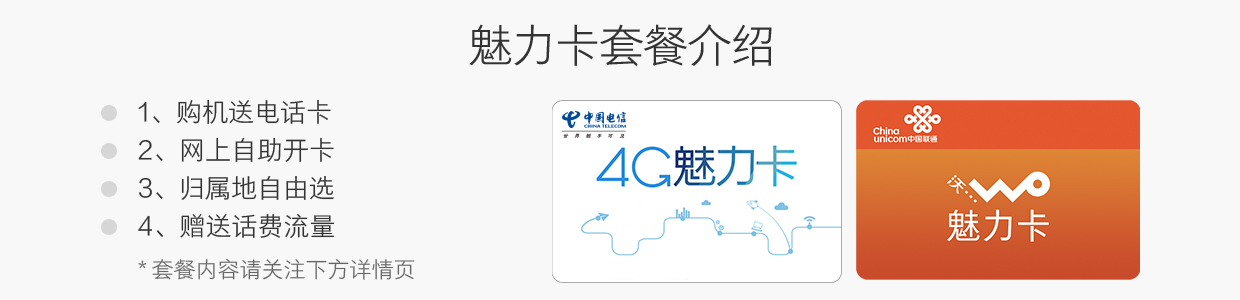 魅力卡套餐介绍
1、购机送电话卡
2、网上自助开卡
3、归属地自由选
4、赠送话费流量
*套餐内容请关注下方详情页
中国电信
CHINA TELECOM
世界触手可及
4G魅力卡
China
unicom中国联通
沃...WO
魅力卡